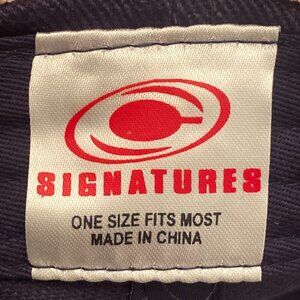 SIGNATURES
ONE SIZE FITS MOST
MADE IN CHINA